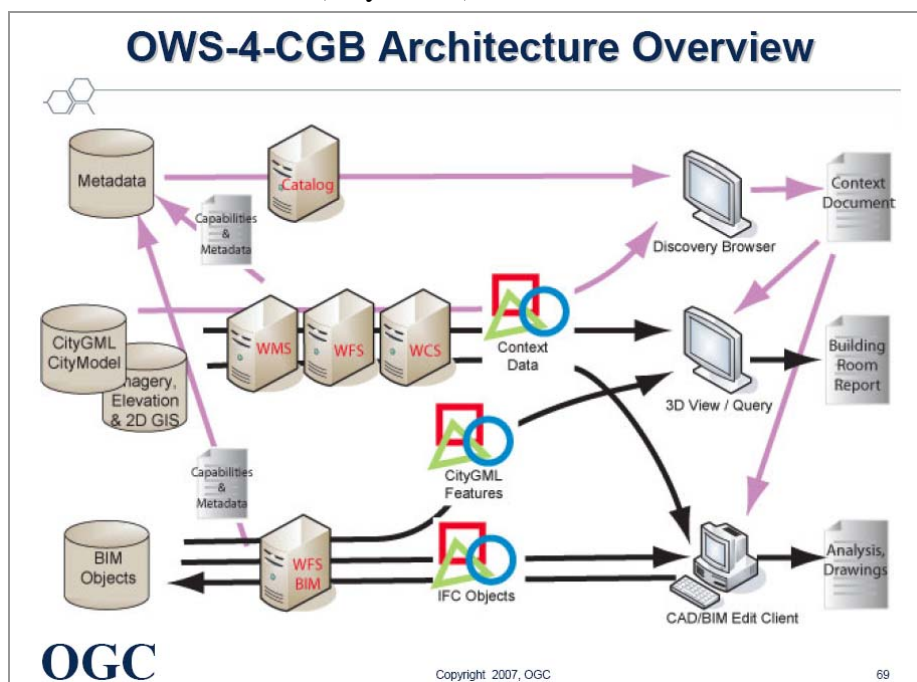 OWS-4-CGB Architecture Overview
Metadata
Catalog
Capabilities
&
Metadata
Discovery Browser
Context
Document
CityGML
CityModel
Imagery,
Elevation
& 2D GIS
WMS
WFS
WCS
Context
Data
3D View / Query
Building
Room
Report
Capabilities
&
Metadata
CityGML
Features
BIM
Objects
WFS
BIM
IFC Objects
CAD/BIM Edit Client
Analysis,
Drawings
OGC
Copyright 2007, OGC
69